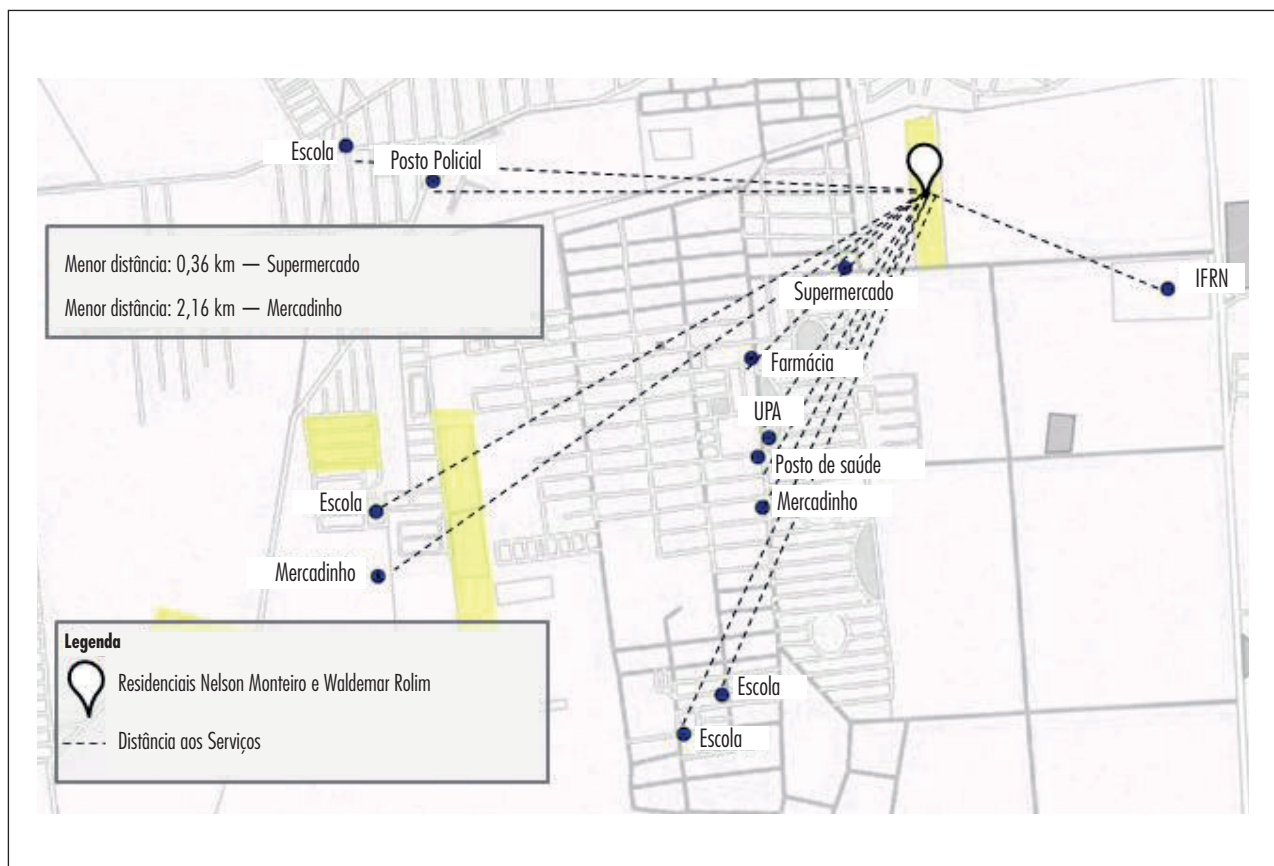 Escola
Posto Policial
Menor distância: 0,36 km — Supermercado
Menor distância: 2,16 km — Mercadinho
IFRN
Supermercado
Farmácia
UPA
Posto de saúde
Escola
Mercadinho
Mercadinho
Legenda
Residenciais Nelson Monteiro e Waldemar Rolim
Distância aos Serviços
Escola
Escola